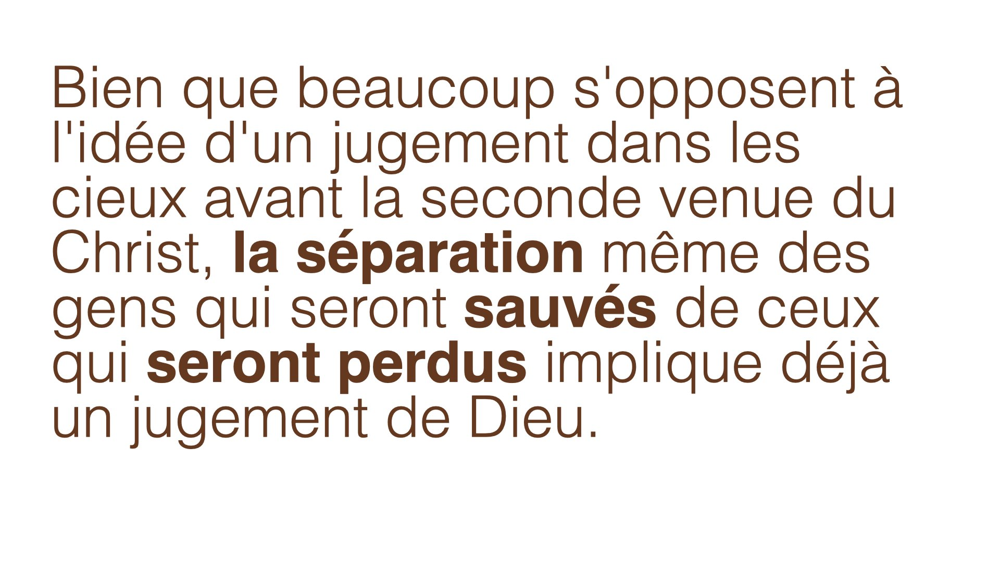 Bien que beaucoup s'opposent à
l'idée d'un jugement dans les
cieux avant la seconde venue du
Christ, la séparation même des
gens qui seront sauvés de ceux
qui seront perdus implique déjà
un jugement de Dieu.